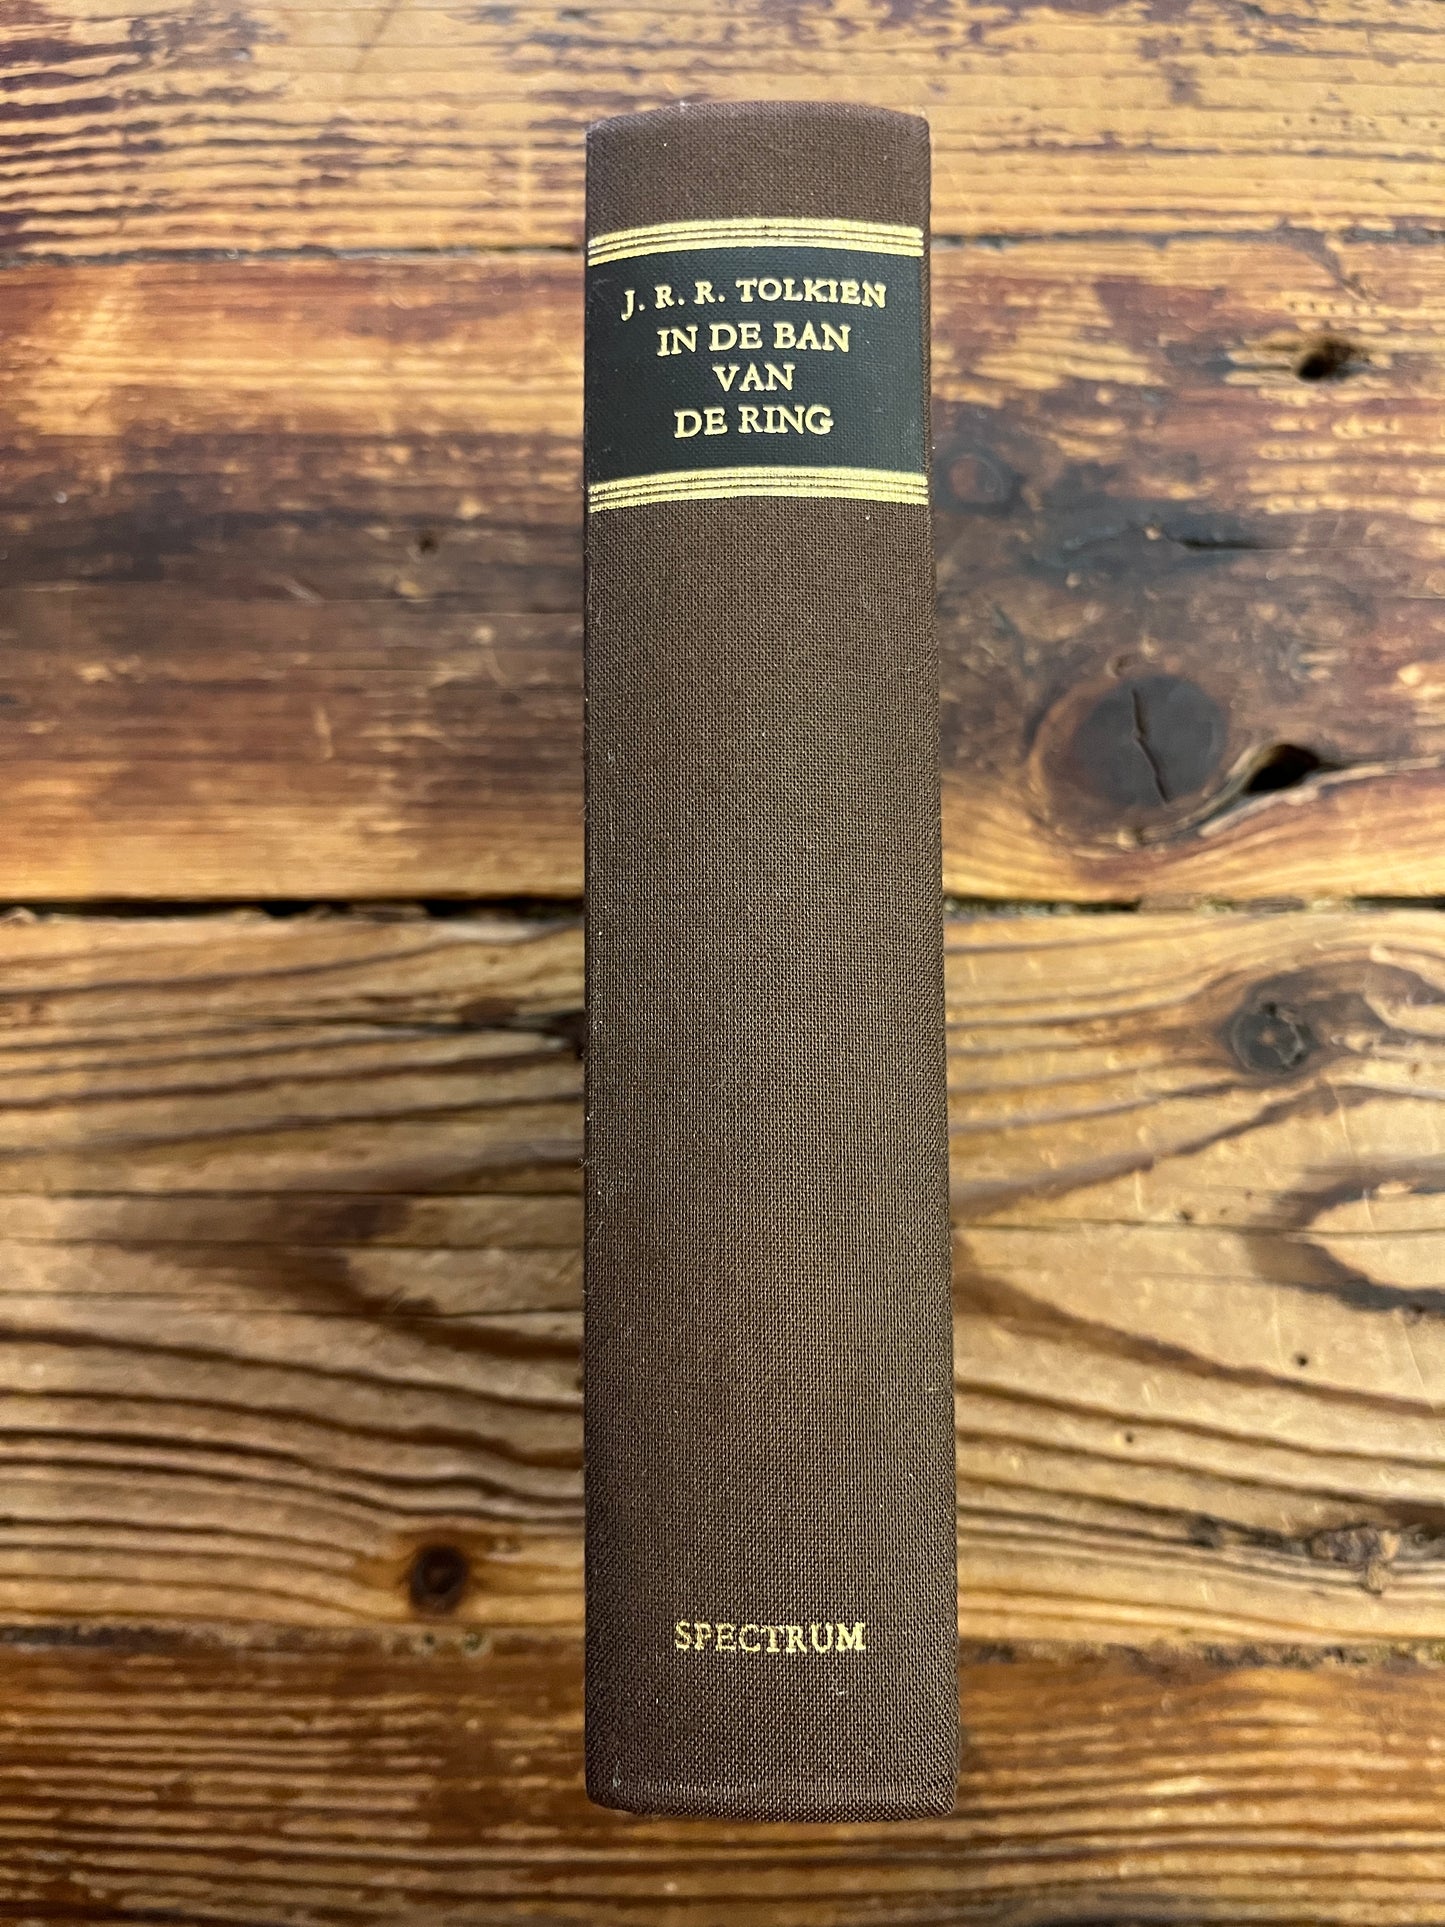 J. R. R. TOLKIEN
IN DE BAN
VAN
DE RING
SPECTRUM